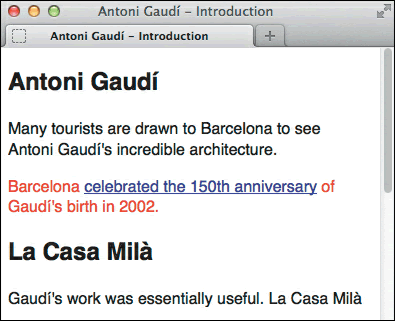 Antoni Gaudí – Introduction
Antoni Gaudí – Introduction
Antoni Gaudí
Many tourists are drawn to Barcelona to see
Antoni Gaudí's incredible architecture.
Barcelona celebrated the 150th anniversary of
Gaudí's birth in 2002.
La Casa Milà
Gaudí's work was essentially useful. La Casa Milà